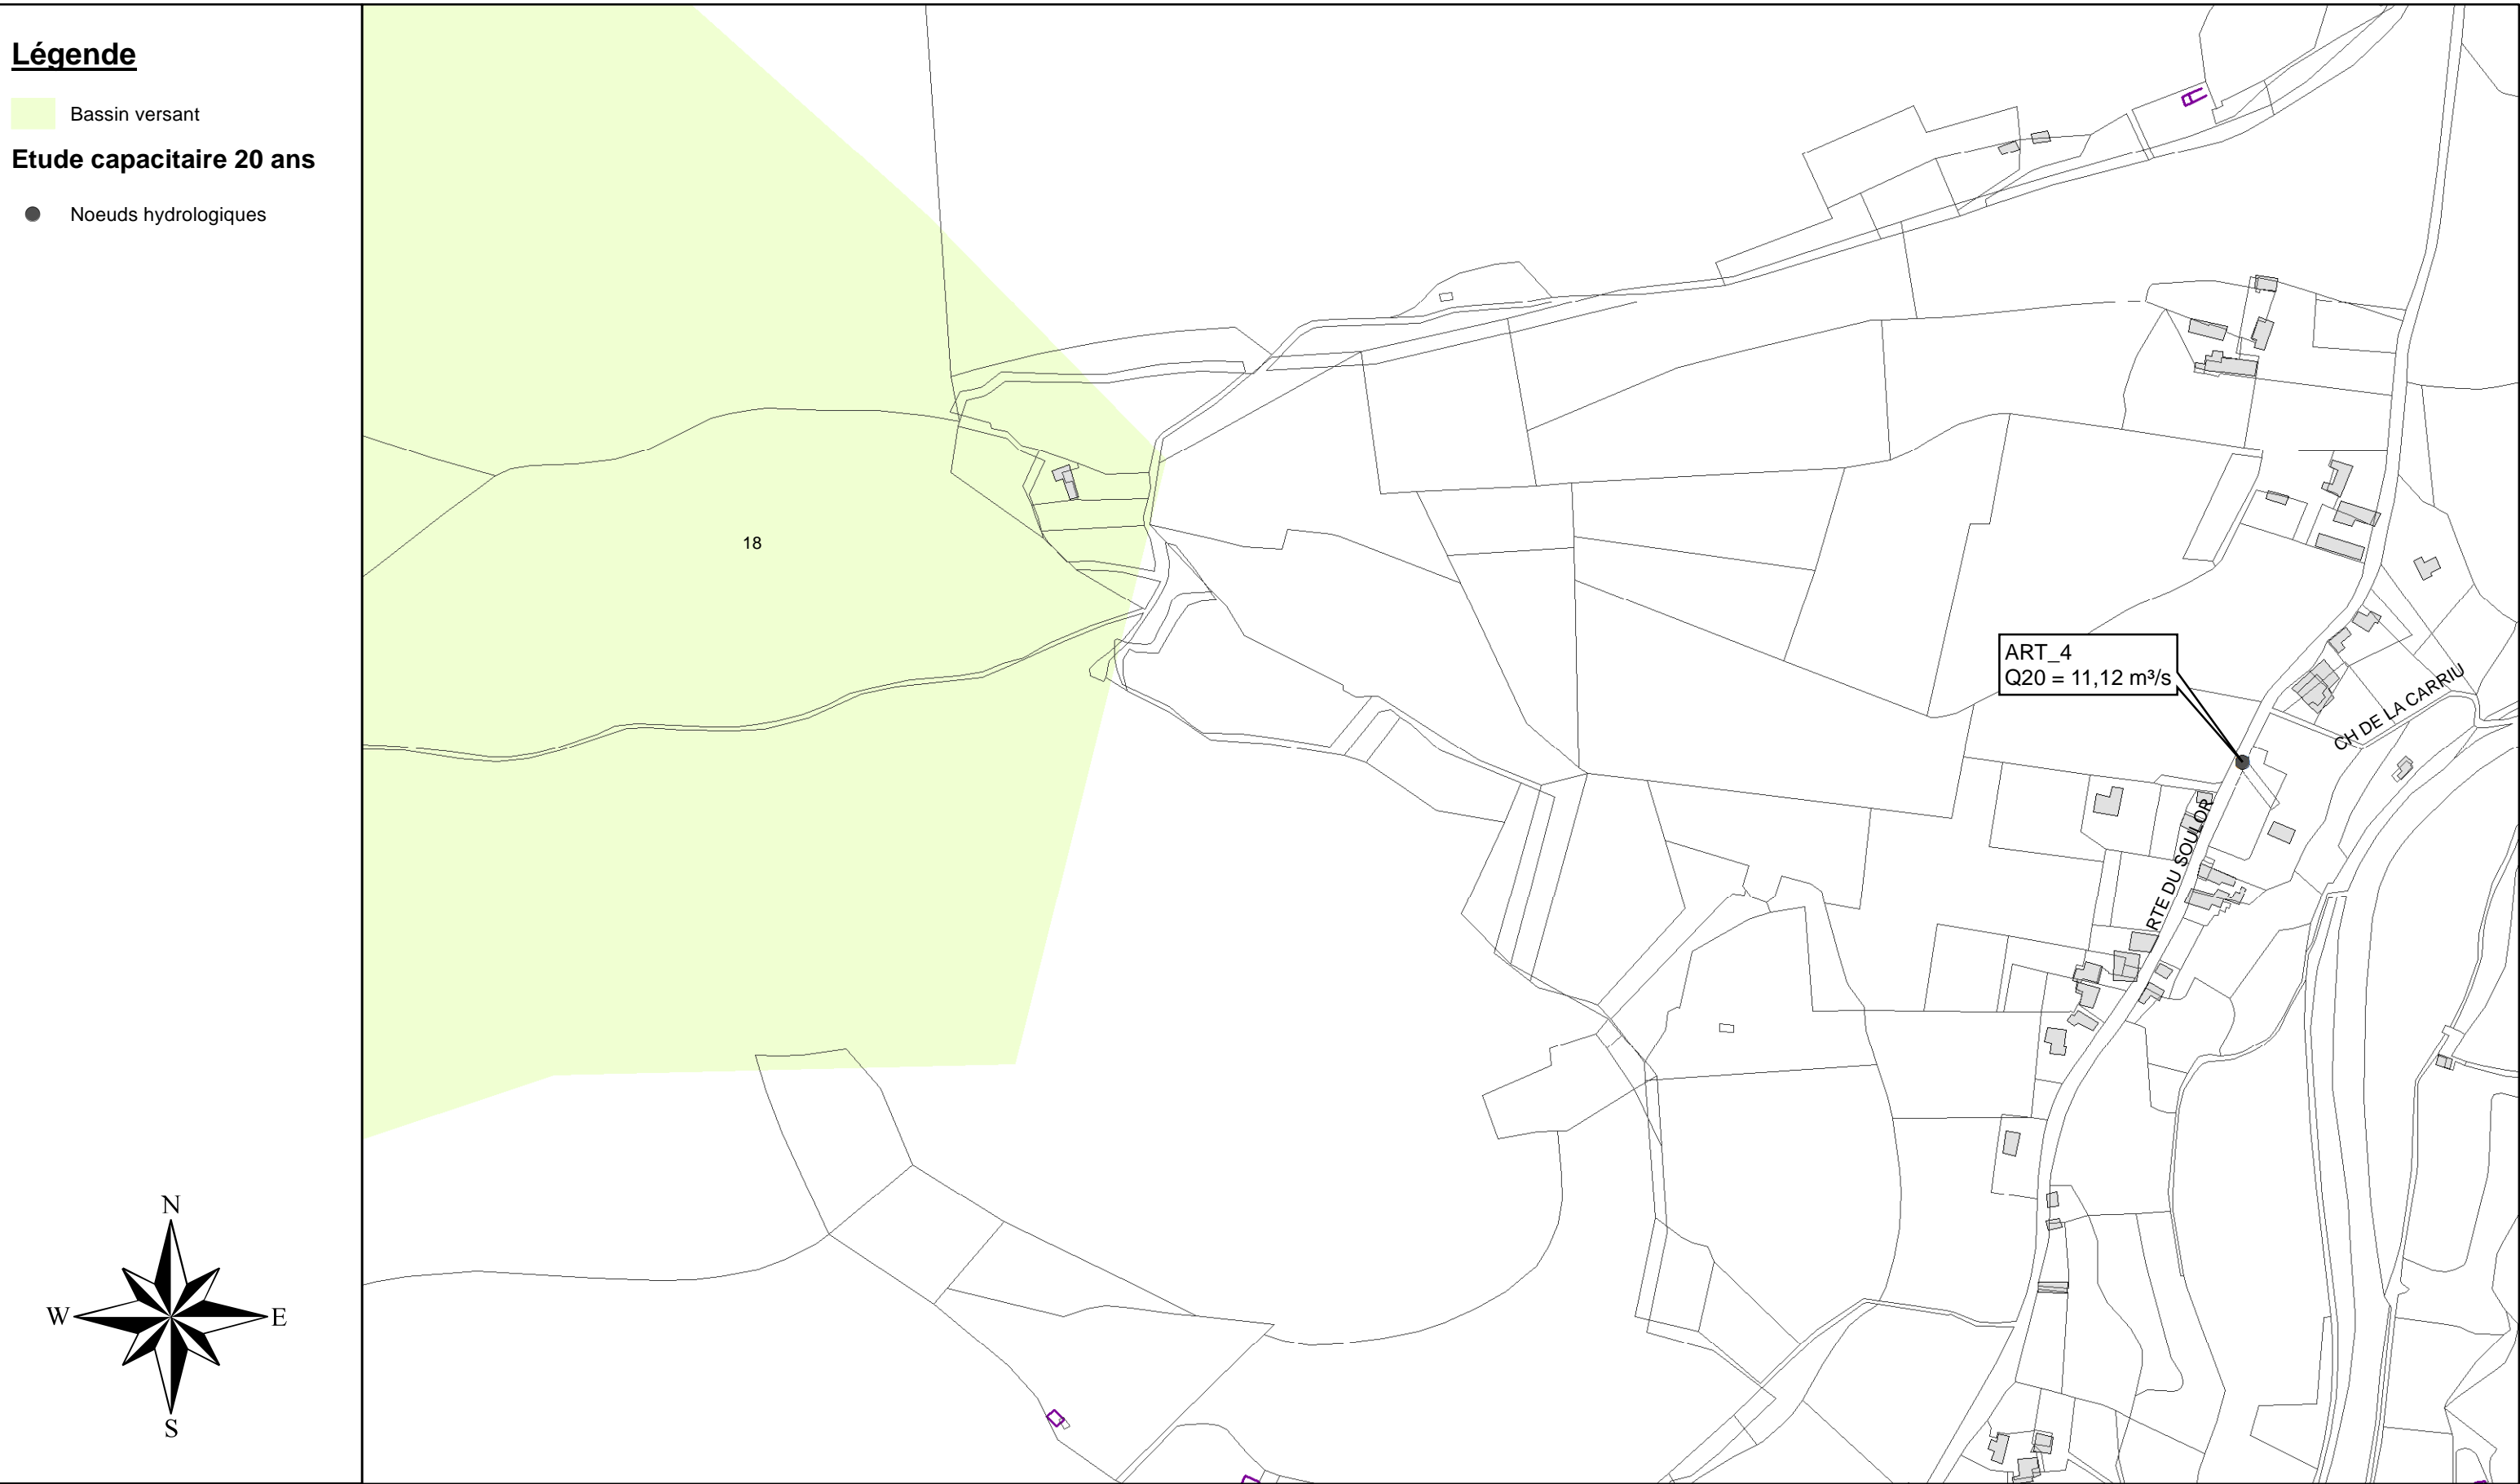 Légende
Bassin versant
Etude capacitaire 20 ans
Noeuds hydrologiques
18
ART_4
Q20 = 11,12 m³/s
CH DE LA CARRIU
RTE DU SOULOR
N
W
E
S